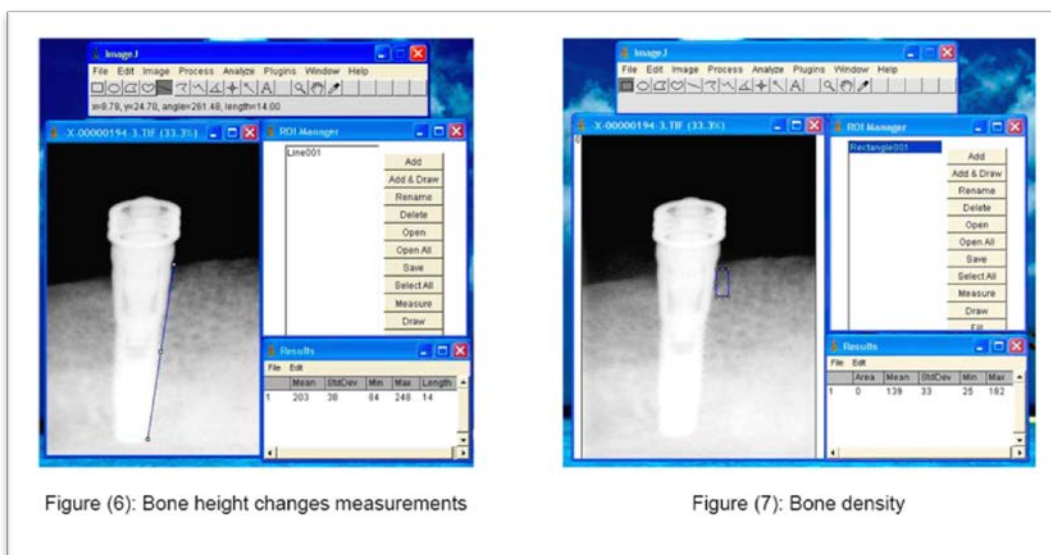 ImageJ
File Edit Image Process Analyze Plugins Window Help
x=8.78, y=24.70, angle=261.48, length=14.00
-X-00000194-3.TIF (33.3%)
ROI Manager
Line001
Add
Add & Draw
Rename
Delete
Open
Open All
Save
Select All
Measure
Draw
Results
File Edit
Mean StdDev Min Max Length
1 203 38 84 248 14
Figure (6): Bone height changes measurements
ImageJ
File Edit Image Process Analyze Plugins Window Help
-X-00000194-3.TIF (33.3%)
ROI Manager
Rectangle001
Add
Add & Draw
Rename
Delete
Open
Open All
Save
Select All
Measure
Draw
Fill
Results
File Edit
Area Mean StdDev Min Max
1 0 139 33 25 182
Figure (7): Bone density